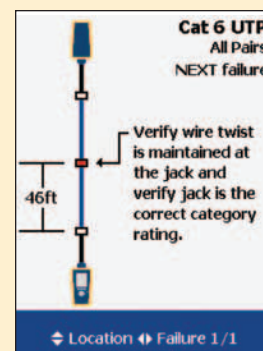 Cat 6 UTP
All Pairs
NEXT failure
Verify wire twist
is maintained at
the jack and
verify jack is the
correct category
rating.
46ft
Location Failure 1/1